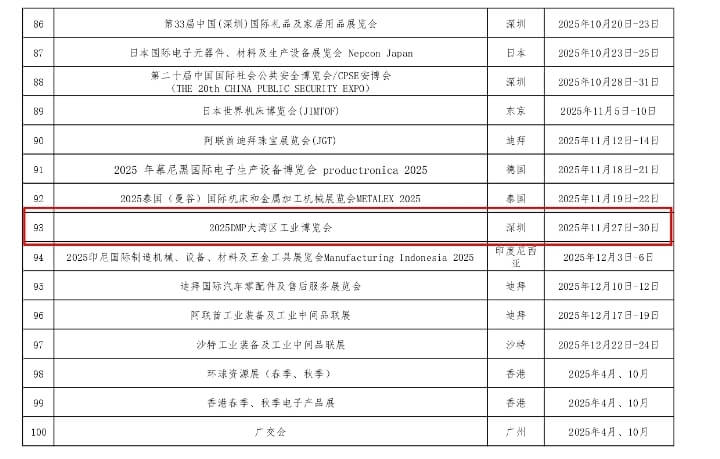 86 第33届中国(深圳)国际礼品及家居用品展览会 深圳 2025年10月20日-23日
87 日本国际电子元器件、材料及生产设备展览会 Nepcon Japan 日本 2025年10月23日-25日
88 第二十届中国国际社会公共安全博览会/CPSE安博会 深圳 2025年10月28日-31日
(THE 20th CHINA PUBLIC SECURITY EXPO)
89 日本世界机床博览会(JIMTOF) 东京 2025年11月5日-10日
90 阿联酋迪拜珠宝展览会(JGT) 迪拜 2025年11月12日-14日
91 2025 年慕尼黑国际电子生产设备博览会 productronica 2025 德国 2025年11月18日-21日
92 2025泰国（曼谷）国际机床和金属加工机械展览会METALEX 2025 泰国 2025年11月19日-22日
93 2025DMP大湾区工业博览会 深圳 2025年11月27日-30日
94 2025印尼国际制造机械、设备、材料及五金工具展览会Manufacturing Indonesia 2025 印度尼西 2025年12月3日-6日
亚
95 迪拜国际汽车零配件及售后服务展览会 迪拜 2025年12月10日-12日
96 阿联酋工业装备及工业中间品联展 迪拜 2025年12月17日-19日
97 沙特工业装备及工业中间品联展 沙特 2025年12月22日-24日
98 环球资源展（春季、秋季） 香港 2025年4月、10月
99 香港春季、秋季电子产品展 香港 2025年4月、10月
100 广交会 广州 2025年4月、10月